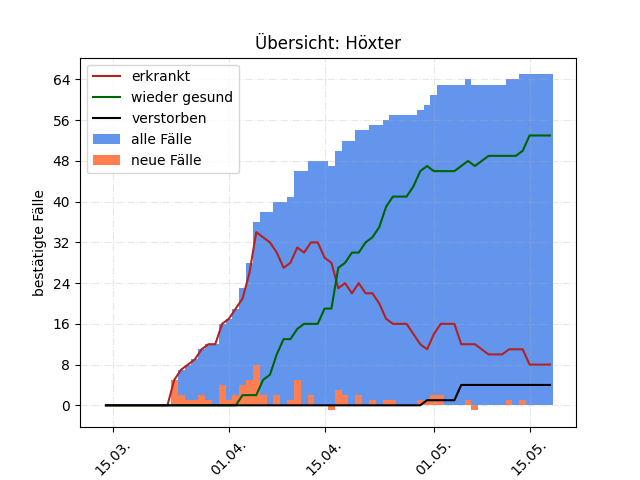 Übersicht: Höxter
erkrankt
wieder gesund
verstorben
alle Fälle
neue Fälle
bestätigte Fälle
64
56
48
40
32
24
16
8
0
15.03.
01.04.
15.04.
01.05.
15.05.